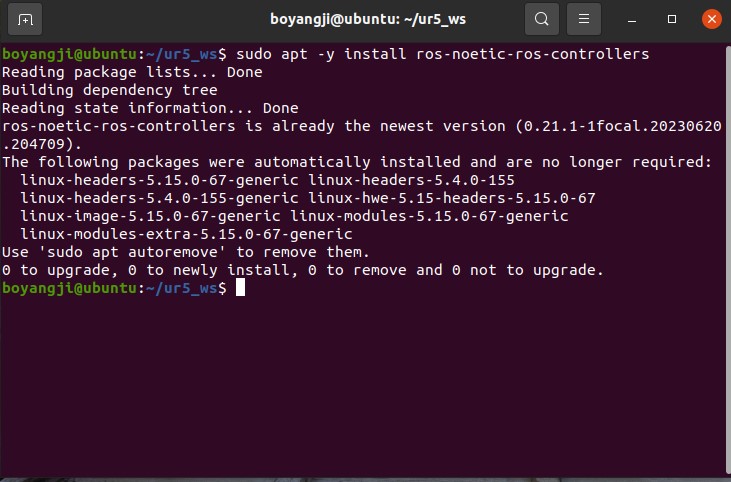 boyangji@ubuntu: ~/ur5_ws
boyangji@ubuntu:~/ur5_ws$ sudo apt -y install ros-noetic-ros-controllers
Reading package lists... Done
Building dependency tree
Reading state information... Done
ros-noetic-ros-controllers is already the newest version (0.21.1-1focal.20230620
.204709).
The following packages were automatically installed and are no longer required:
  linux-headers-5.15.0-67-generic linux-headers-5.4.0-155
  linux-headers-5.4.0-155-generic linux-hwe-5.15-headers-5.15.0-67
  linux-image-5.15.0-67-generic linux-modules-5.15.0-67-generic
  linux-modules-extra-5.15.0-67-generic
Use 'sudo apt autoremove' to remove them.
0 to upgrade, 0 to newly install, 0 to remove and 0 not to upgrade.
boyangji@ubuntu:~/ur5_ws$